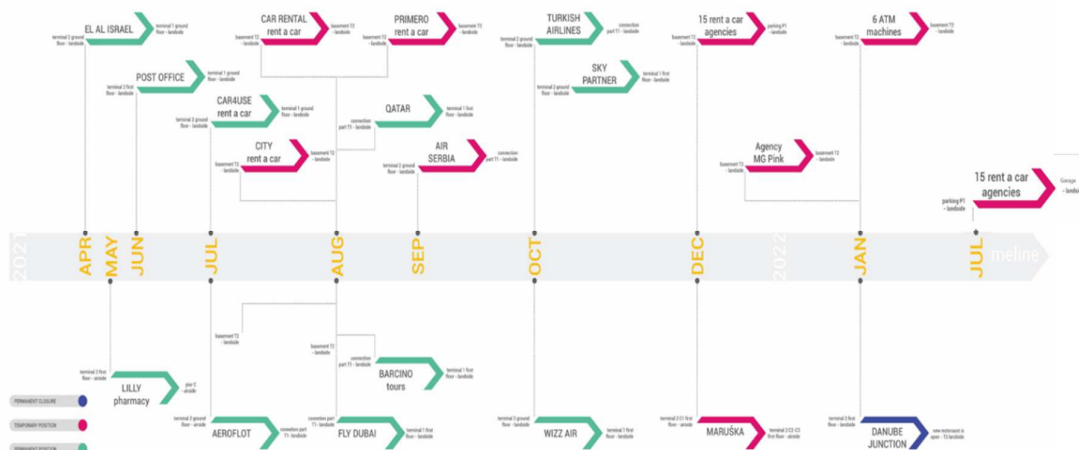 EL AL ISRAEL
terminal 2 ground
floor - landside
terminal 1 ground
floor - landside
POST OFFICE
terminal 2 first
floor - landside
terminal 1 ground
floor - landside
CAR4USE
rent a car
terminal 2 ground
floor - landside
terminal 1 ground
floor - landside
CAR RENTAL
rent a car
basement T2
- landside
basement T2
- landside
PRIMERO
rent a car
basement T2
- landside
basement T2
- landside
CITY
rent a car
basement T2
- landside
basement T2
- landside
QATAR
connection
part T1 - landside
terminal 1 first
floor - landside
AIR
SERBIA
terminal 2 ground
floor - landside
connection
part T1 - landside
TURKISH
AIRLINES
terminal 2 ground
floor - landside
connection
part T1 - landside
SKY
PARTNER
terminal 2 ground
floor - landside
terminal 1 first
floor - landside
15 rent a car
agencies
basement T2
- landside
parking P1
- landside
6 ATM
machines
basement T2
- landside
basement T2
- landside
Agency
MG Pink
basement T2
- landside
basement T2
- landside
15 rent a car
agencies
parking P1
- landside
Garage
- landsi
2021
APR
MAY
JUN
JUL
AUG
SEP
OCT
DEC
2022
JAN
JUL
meline
LILLY
pharmacy
terminal 2 first
floor - airside
pier C
- airside
basement T2
- landside
basement T2
- landside
AEROFLOT
terminal 2 ground
floor - airside
connection part
T1 - landside
BARCINO
tours
connection
part T1 - landside
terminal 1 first
floor - landside
FLY DUBAI
connection part
T1 - landside
terminal 1 first
floor - landside
WIZZ AIR
terminal 2 ground
floor - landside
terminal 1 first
floor - landside
MARUŠKA
terminal 2 C1 first
floor - airside
terminal 2 C2-C3
first floor - airside
DANUBE
JUNCTION
terminal 2 first
floor - airside
new restaurant is
open - T2 landside
PERMANENT CLOSURE
TEMPORARY POSITION
PERMANENT POSITION